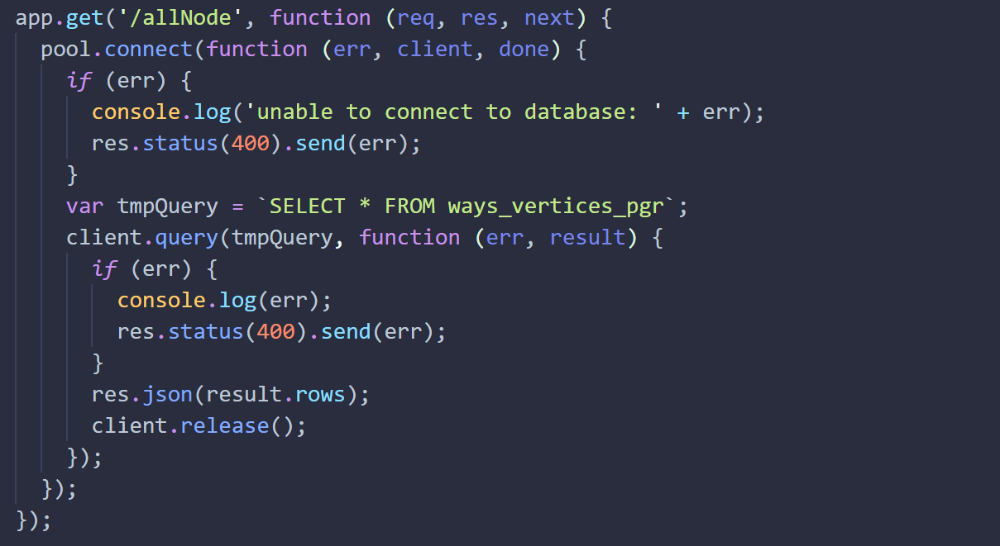 app.get('/allNode', function (req, res, next) {
  pool.connect(function (err, client, done) {
    if (err) {
      console.log('unable to connect to database: ' + err);
      res.status(400).send(err);
    }
    var tmpQuery = `SELECT * FROM ways_vertices_pgr`;
    client.query(tmpQuery, function (err, result) {
      if (err) {
        console.log(err);
        res.status(400).send(err);
      }
      res.json(result.rows);
      client.release();
    });
  });
});